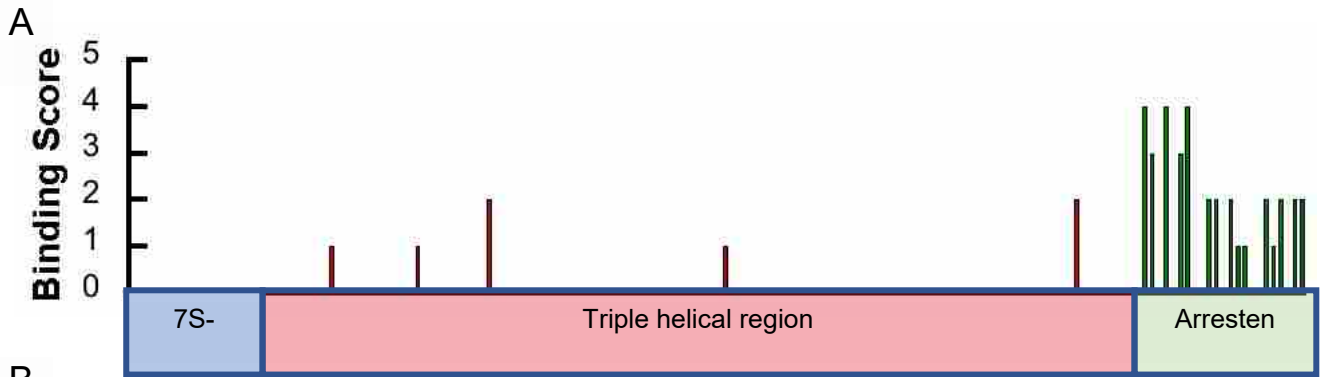 A
Binding Score
5
4
3
2
1
0
7S-
Triple helical region
Arresten